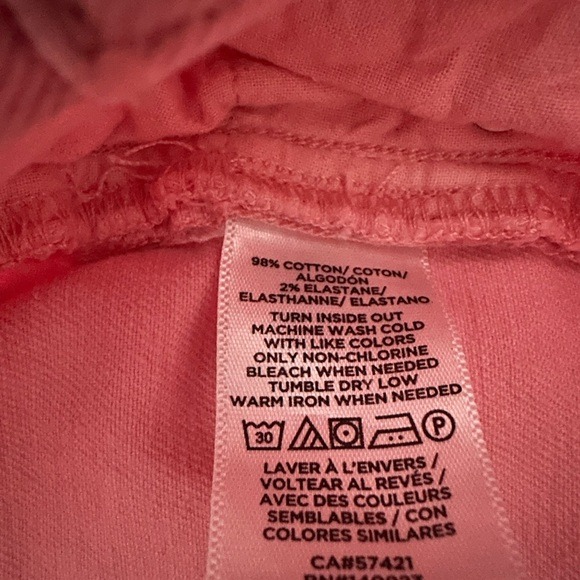 98% COTTON/ COTON/
ALGODÓN
2% ELASTANE/
ELASTHANNE/ ELASTANO
TURN INSIDE OUT
MACHINE WASH COLD
WITH LIKE COLORS
ONLY NON-CHLORINE
BLEACH WHEN NEEDED
TUMBLE DRY LOW
WARM IRON WHEN NEEDED
30 P
LAVER À L'ENVERS /
VOLTEAR AL REVÉS /
AVEC DES COULEURS
SEMBLABLES / CON
COLORES SIMILARES
CA#57421